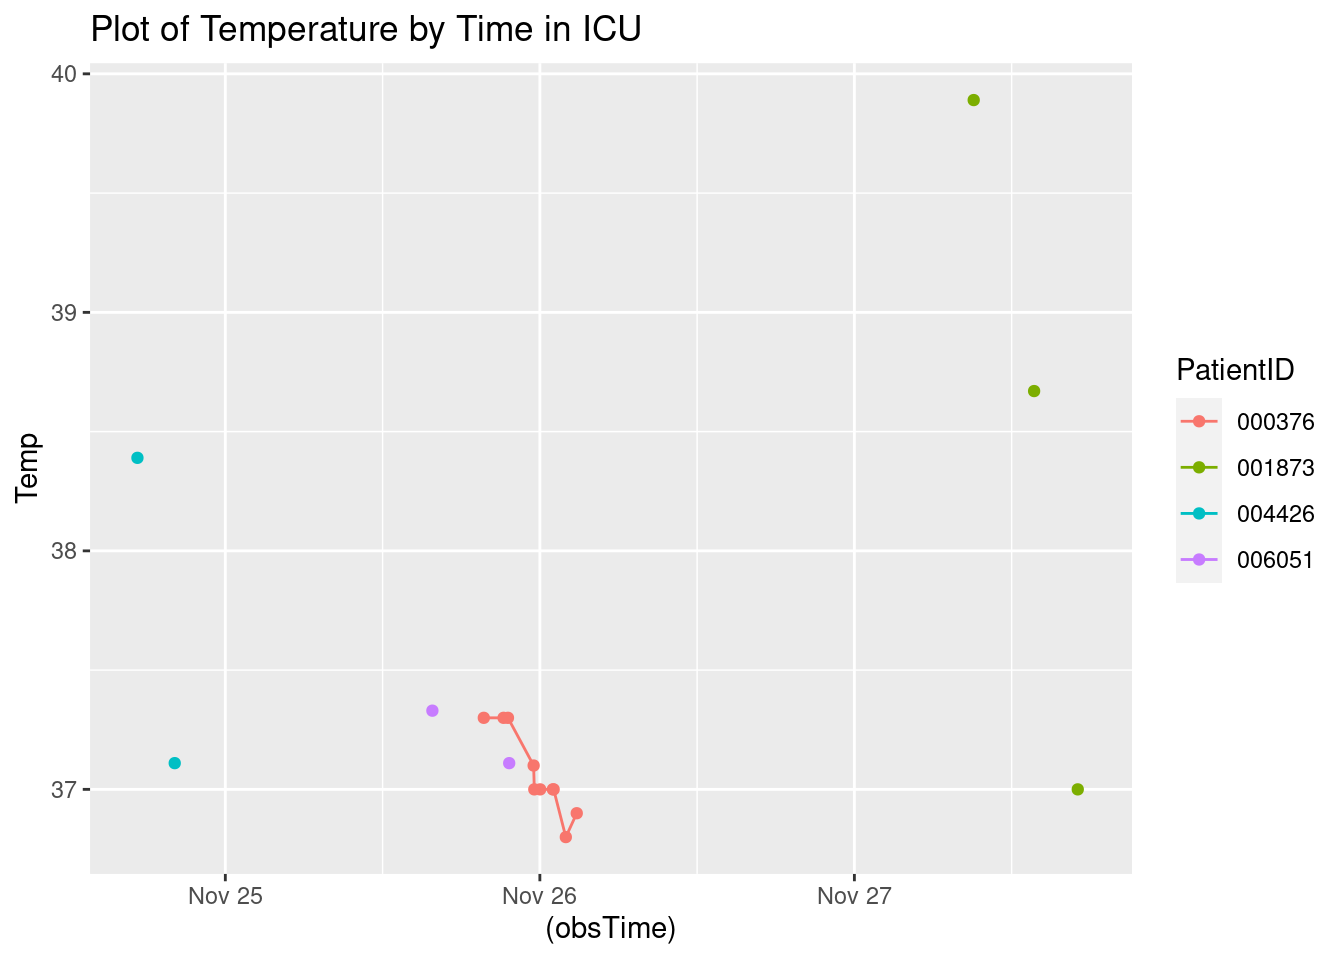 Plot of Temperature by Time in ICU
40
39
38
37
Temp
Nov 25
Nov 26
Nov 27
(obsTime)
PatientID
000376
001873
004426
006051